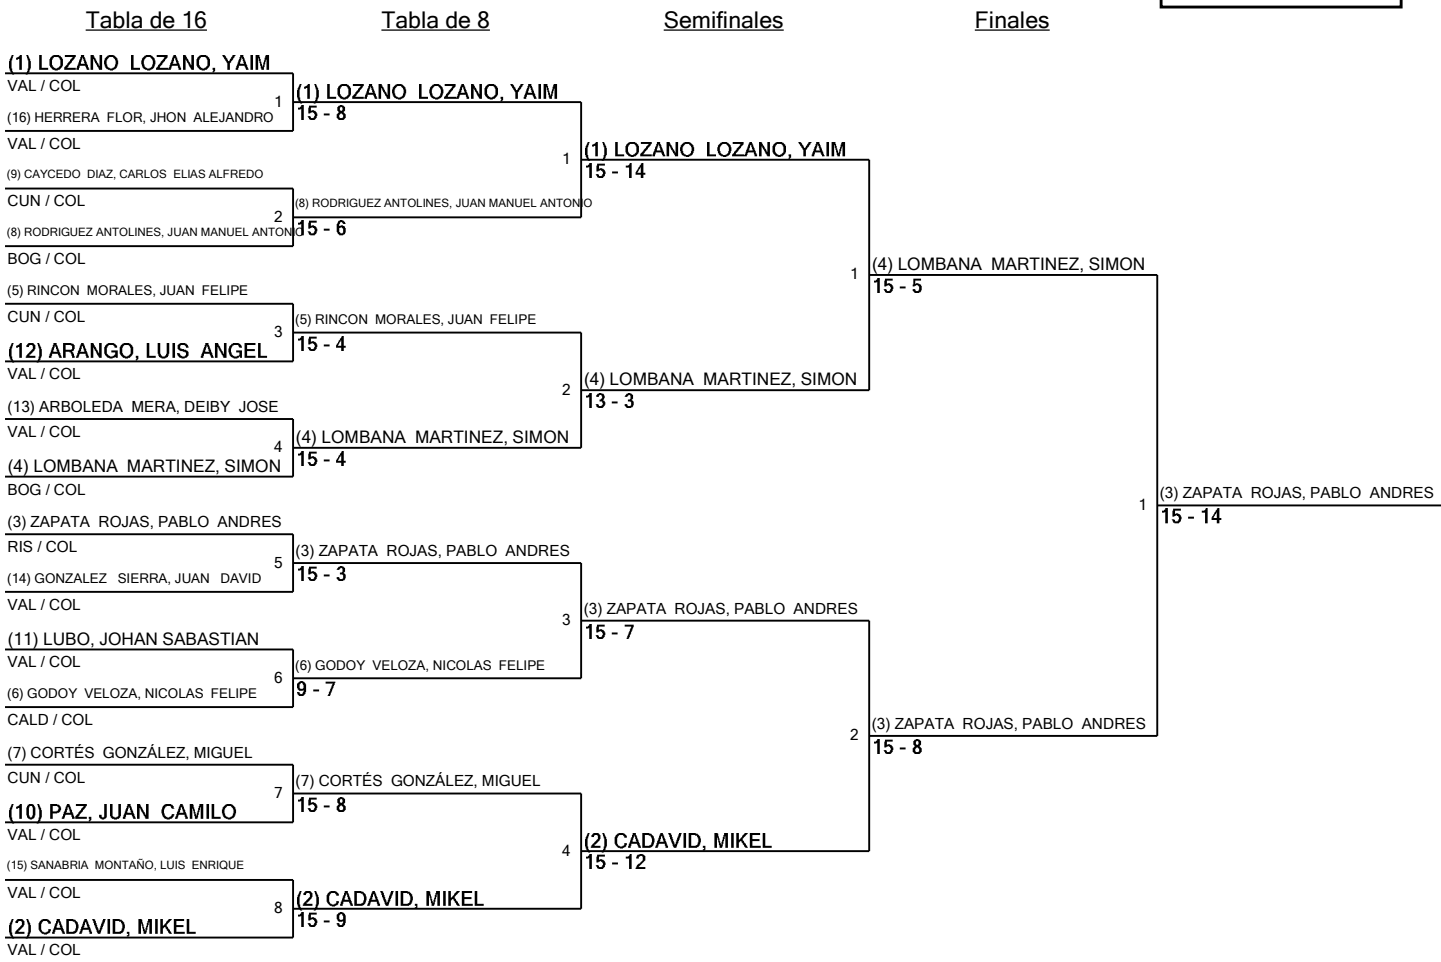 Tabla de 16
Tabla de 8
Semifinales
Finales
(1) LOZANO LOZANO, YAIM
VAL / COL
1
(16) HERRERA FLOR, JHON ALEJANDRO
VAL / COL
(9) CAYCEDO DIAZ, CARLOS ELIAS ALFREDO
CUN / COL
2
(8) RODRIGUEZ ANTOLINES, JUAN MANUEL ANTONIO
BOG / COL
(5) RINCON MORALES, JUAN FELIPE
CUN / COL
3
(12) ARANGO, LUIS ANGEL
VAL / COL
(13) ARBOLEDA MERA, DEIBY JOSE
VAL / COL
4
(4) LOMBANA MARTINEZ, SIMON
BOG / COL
(3) ZAPATA ROJAS, PABLO ANDRES
RIS / COL
5
(14) GONZALEZ SIERRA, JUAN DAVID
VAL / COL
(11) LUBO, JOHAN SABASTIAN
VAL / COL
6
(6) GODOY VELOZA, NICOLAS FELIPE
CALD / COL
(7) CORTÉS GONZÁLEZ, MIGUEL
CUN / COL
7
(10) PAZ, JUAN CAMILO
VAL / COL
(15) SANABRIA MONTAÑO, LUIS ENRIQUE
VAL / COL
8
(2) CADAVID, MIKEL
VAL / COL
(1) LOZANO LOZANO, YAIM
15 - 8
1
(8) RODRIGUEZ ANTOLINES, JUAN MANUEL ANTONIO
15 - 6
(5) RINCON MORALES, JUAN FELIPE
15 - 4
2
(4) LOMBANA MARTINEZ, SIMON
15 - 4
(3) ZAPATA ROJAS, PABLO ANDRES
15 - 3
3
(6) GODOY VELOZA, NICOLAS FELIPE
9 - 7
(7) CORTÉS GONZÁLEZ, MIGUEL
15 - 8
4
(2) CADAVID, MIKEL
15 - 9
(1) LOZANO LOZANO, YAIM
15 - 14
1
(4) LOMBANA MARTINEZ, SIMON
13 - 3
(3) ZAPATA ROJAS, PABLO ANDRES
15 - 7
2
(2) CADAVID, MIKEL
15 - 12
(4) LOMBANA MARTINEZ, SIMON
15 - 5
1
(3) ZAPATA ROJAS, PABLO ANDRES
15 - 8
(3) ZAPATA ROJAS, PABLO ANDRES
15 - 14